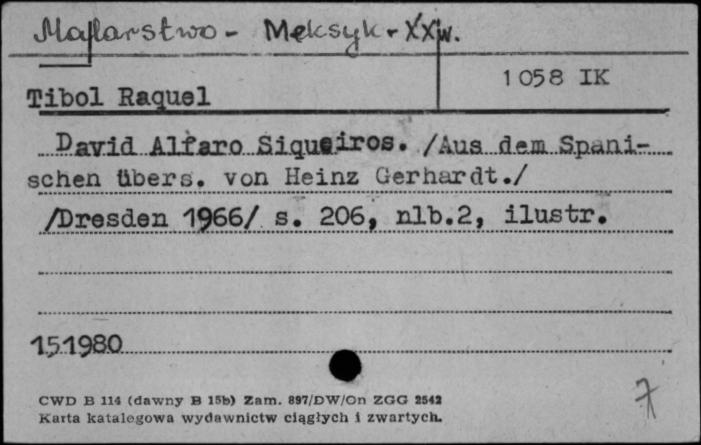 Malarstwo - Meksyk - XXw.
1058 IK
Tibol Raquel
David Alfaro Siqueiros. /Aus dem Spani-
schen übers. von Heinz Gerhardt./
/Dresden 1966/ s. 206, nlb.2, ilustr.
151980
7
CWD B 114 (dawny B 15b) Zam. 897/DW/On ZGG 2542
Karta katalogowa wydawnictw ciągłych i zwartych.